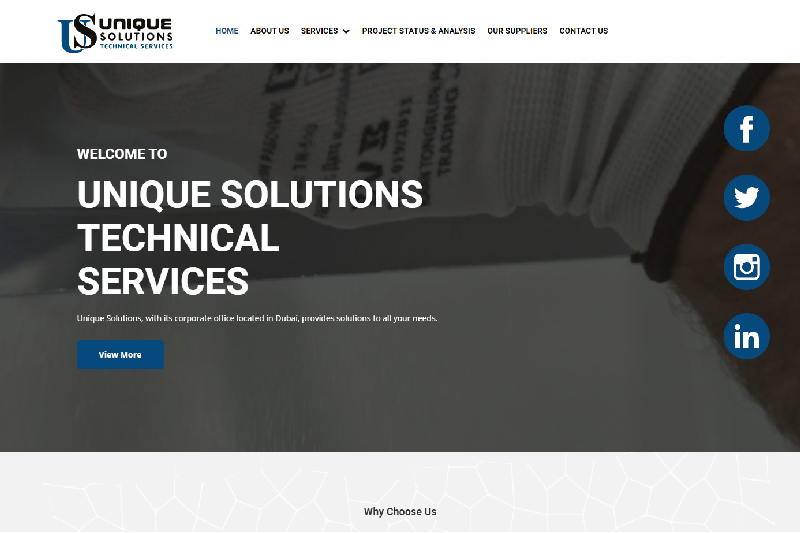 UNIQUE
SOLUTIONS
TECHNICAL SERVICES
HOME ABOUT US SERVICES PROJECT STATUS & ANALYSIS OUR SUPPLIERS CONTACT US
WELCOME TO
UNIQUE SOLUTIONS
TECHNICAL
SERVICES
Unique Solutions, with its corporate office located in Dubai, provides solutions to all your needs.
View More
Why Choose Us